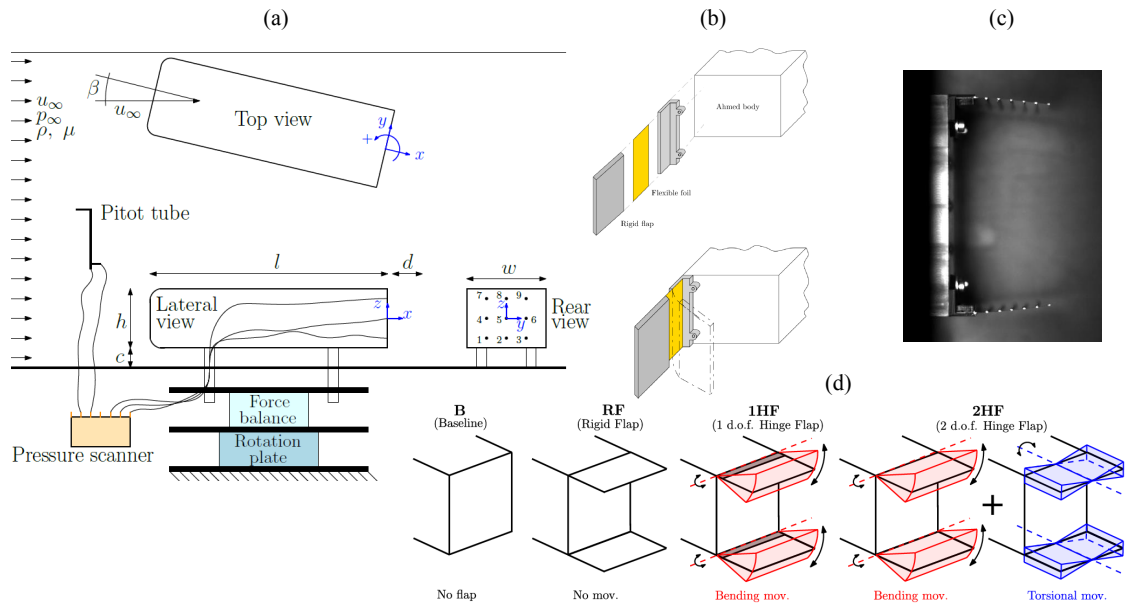 (a)
β
u∞
u∞
p∞
ρ, μ
Top view
y
+
x
Pitot tube
l
d
w
Lateral
view
h
c
z
x
7 8 9
4 5 6
1 2 3
z
y
Rear
view
Force
balance
Rotation
plate
Pressure scanner
(b)
Ahmed body
Flexible foil
Rigid flap
(c)
(d)
B
(Baseline)
No flap
RF
(Rigid Flap)
No mov.
1HF
(1 d.o.f. Hinge Flap)
Bending mov.
2HF
(2 d.o.f. Hinge Flap)
+
Bending mov.
Torsional mov.